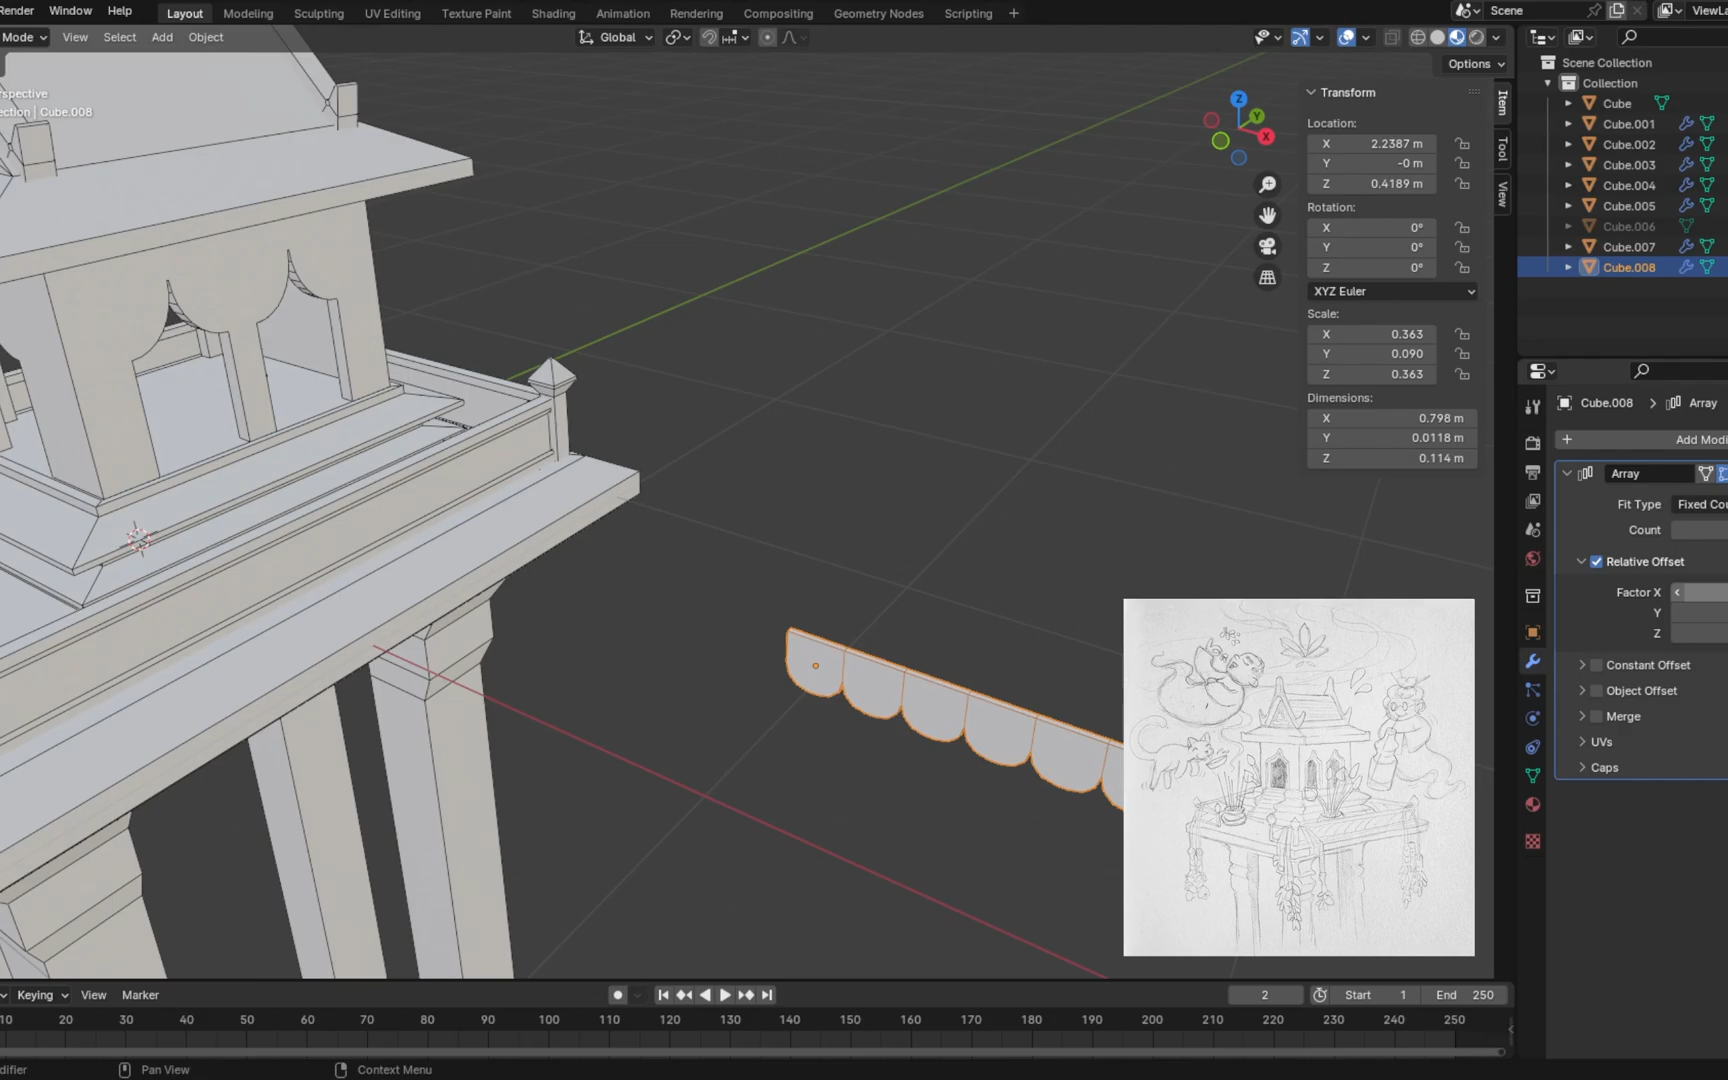 Render Window Help Layout Modeling Sculpting UV Editing Texture Paint Shading Animation Rendering Compositing Geometry Nodes Scripting + Scene ViewLa
Mode View Select Add Object Global
Options
rspective
ection | Cube.008
Transform
Location:
X 2.2387 m
Y -0 m
Z 0.4189 m
Rotation:
X 0°
Y 0°
Z 0°
XYZ Euler
Scale:
X 0.363
Y 0.090
Z 0.363
Dimensions:
X 0.798 m
Y 0.0118 m
Z 0.114 m
Item
Tool
View
Z
Y
X
Scene Collection
Collection
Cube
Cube.001
Cube.002
Cube.003
Cube.004
Cube.005
Cube.006
Cube.007
Cube.008
Cube.008 > Array
+ Add Modi
Array
Fit Type Fixed Cou
Count
Relative Offset
Factor X
Y
Z
Constant Offset
Object Offset
Merge
UVs
Caps
Keying View Marker 2 Start 1 End 250
10 20 30 40 50 60 70 80 90 100 110 120 130 140 150 160 170 180 190 200 210 220 230 240 250
difier Pan View Context Menu